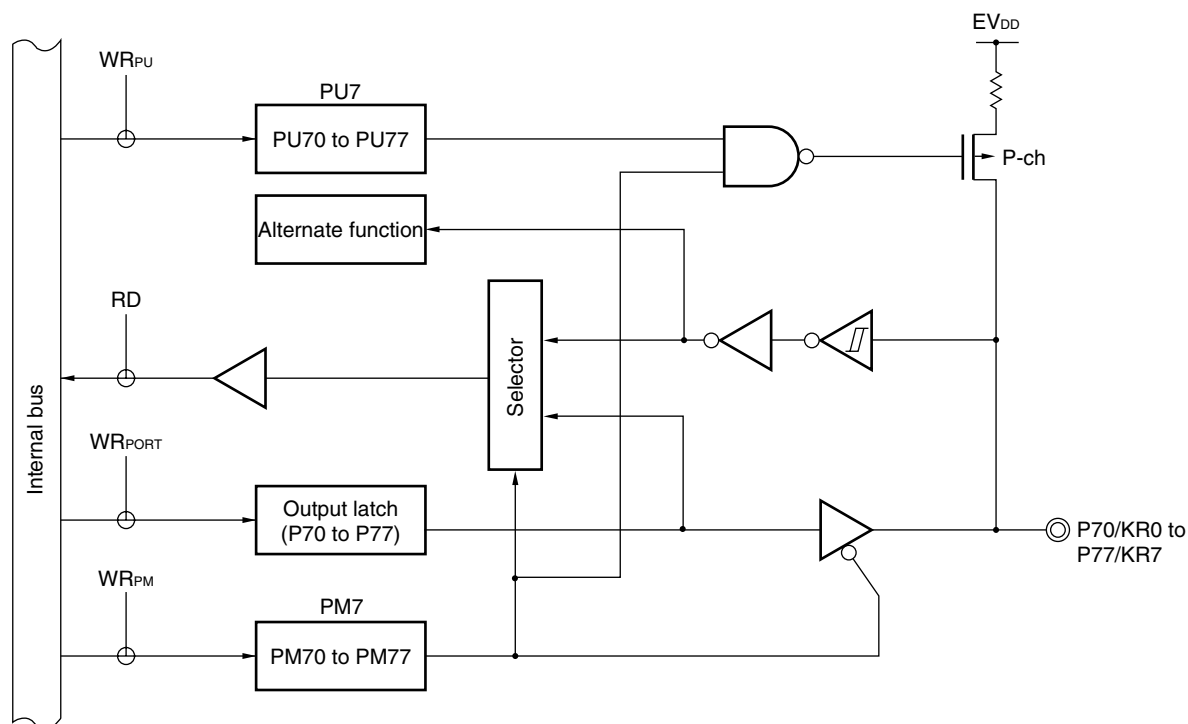 EVDD
WRPU
PU7
PU70 to PU77
P-ch
Alternate function
RD
Selector
Internal bus
WRPORT
Output latch
(P70 to P77)
P70/KR0 to
P77/KR7
WRPM
PM7
PM70 to PM77